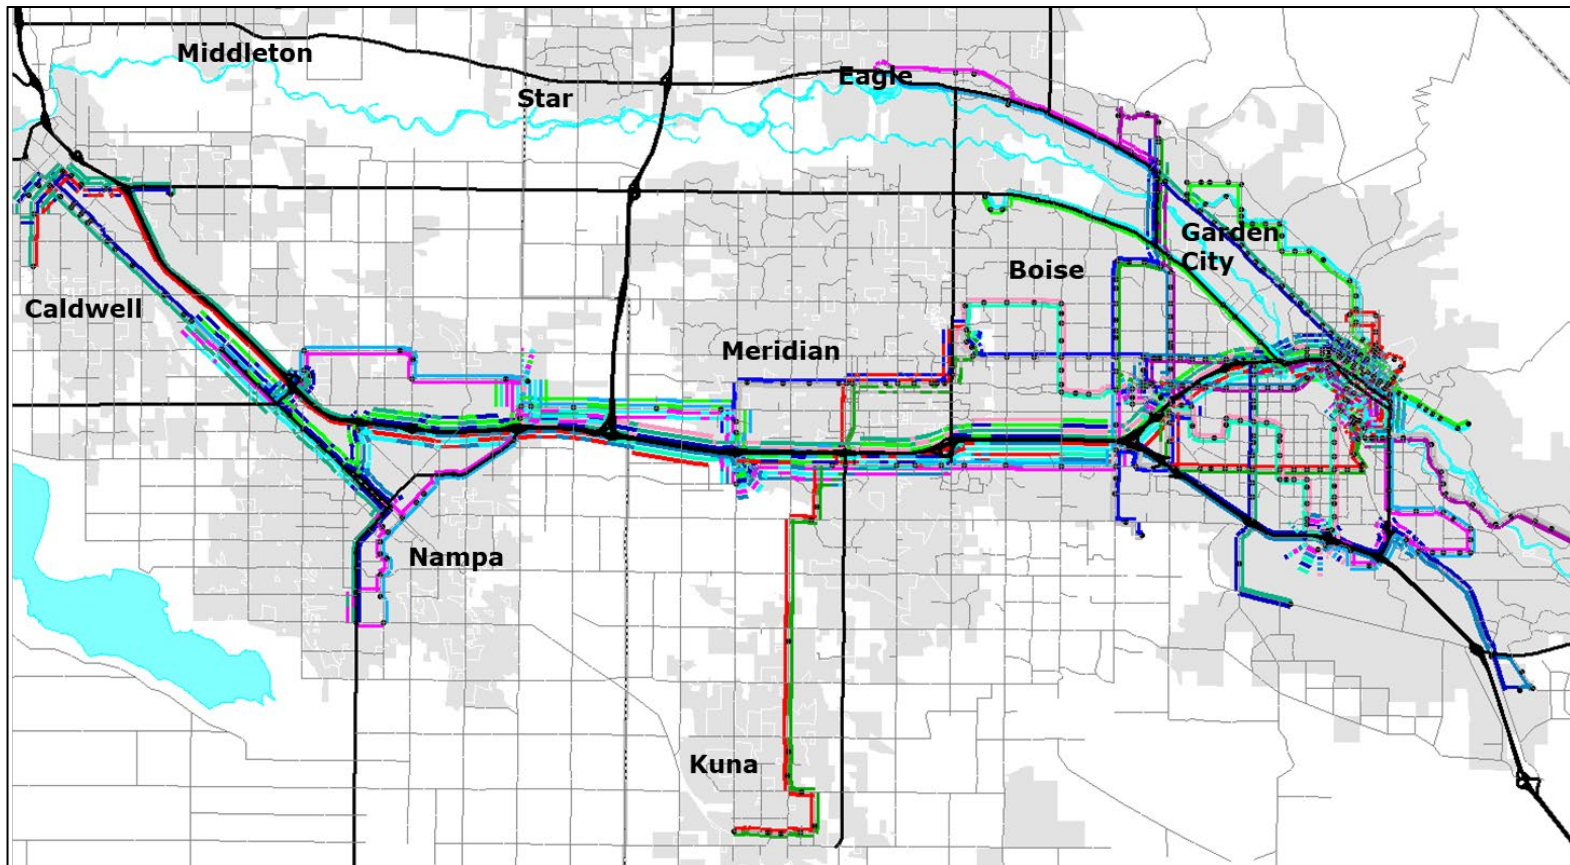 Middleton
Eagle
Star
Garden
City
Boise
Caldwell
Meridian
Nampa
Kuna